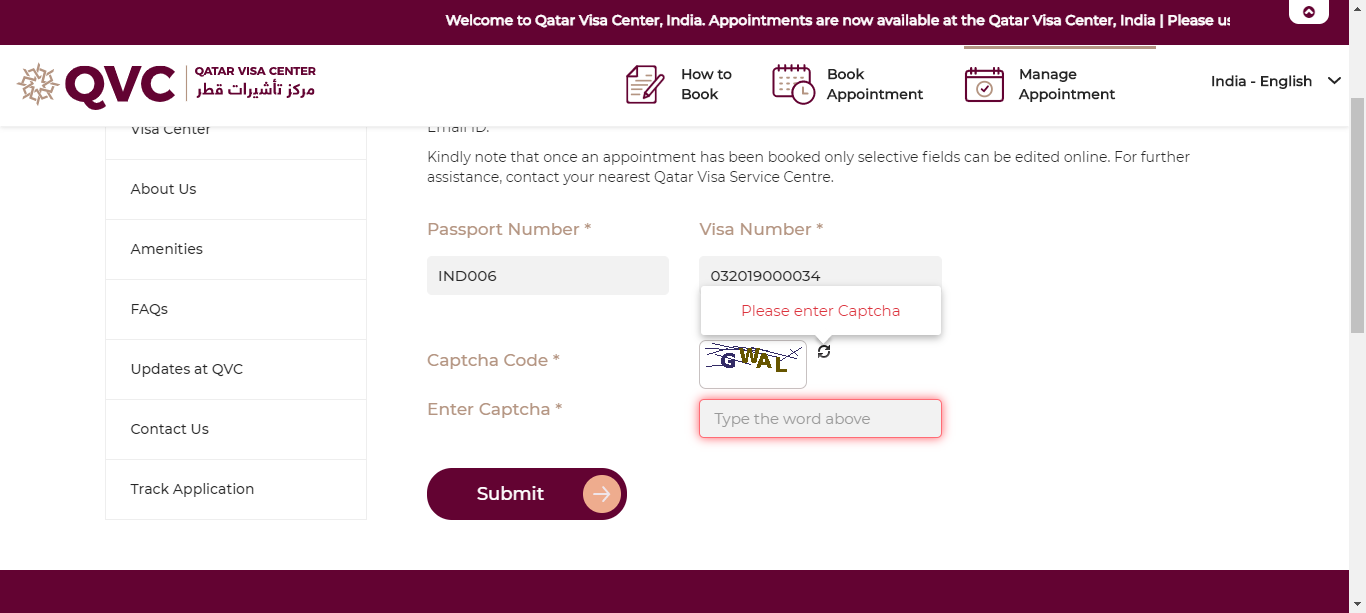 Welcome to Qatar Visa Center, India. Appointments are now available at the Qatar Visa Center, India | Please us
QVC
QATAR VISA CENTER
مركز تأشيرات قطر
How to
Book
Book
Appointment
Manage
Appointment
India - English
Visa Center
About Us
Amenities
FAQs
Updates at QVC
Contact Us
Track Application
Email ID.
Kindly note that once an appointment has been booked only selective fields can be edited online. For further
assistance, contact your nearest Qatar Visa Service Centre.
Passport Number *
Visa Number *
IND006
032019000034
Please enter Captcha
Captcha Code *
GWAL
Enter Captcha *
Type the word above
Submit